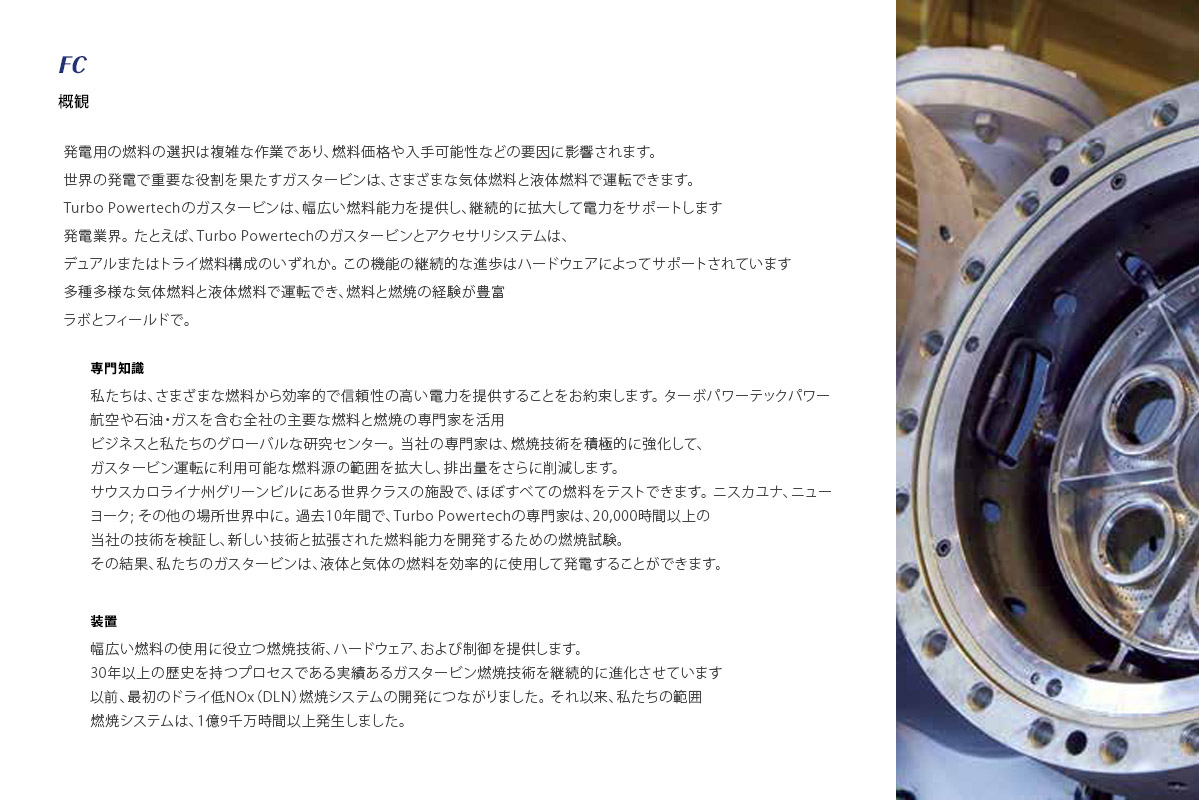 FC
概観
発電用の燃料の選択は複雑な作業であり、燃料価格や入手可能性などの要因に影響されます。
世界の発電で重要な役割を果たすガスタービンは、さまざまな気体燃料と液体燃料で運転できます。
Turbo Powertechのガスタービンは、幅広い燃料能力を提供し、継続的に拡大して電力をサポートします
発電業界。たとえば、Turbo Powertechのガスタービンとアクセサリシステムは、
デュアルまたはトライ燃料構成のいずれか。この機能の継続的な進歩はハードウェアによってサポートされています
多種多様な気体燃料と液体燃料で運転でき、燃料と燃焼の経験が豊富
ラボとフィールドで。
専門知識
私たちは、さまざまな燃料から効率的で信頼性の高い電力を提供することをお約束します。ターボパワーテックパワー
航空や石油・ガスを含む全社の主要な燃料と燃焼の専門家を活用
ビジネスと私たちのグローバルな研究センター。当社の専門家は、燃焼技術を積極的に強化して、
ガスタービン運転に利用可能な燃料源の範囲を拡大し、排出量をさらに削減します。
サウスカロライナ州グリーンビルにある世界クラスの施設で、ほぼすべての燃料をテストできます。ニスカユナ、ニュー
ヨーク; その他の場所世界中に。過去10年間で、Turbo Powertechの専門家は、20,000時間以上の
当社の技術を検証し、新しい技術と拡張された燃料能力を開発するための燃焼試験。
その結果、私たちのガスタービンは、液体と気体の燃料を効率的に使用して発電することができます。
装置
幅広い燃料の使用に役立つ燃焼技術、ハードウェア、および制御を提供します。
30年以上の歴史を持つプロセスである実績あるガスタービン燃焼技術を継続的に進化させています
以前、最初のドライ低NOx（DLN）燃焼システムの開発につながりました。それ以来、私たちの範囲
燃焼システムは、1億9千万時間以上発生しました。